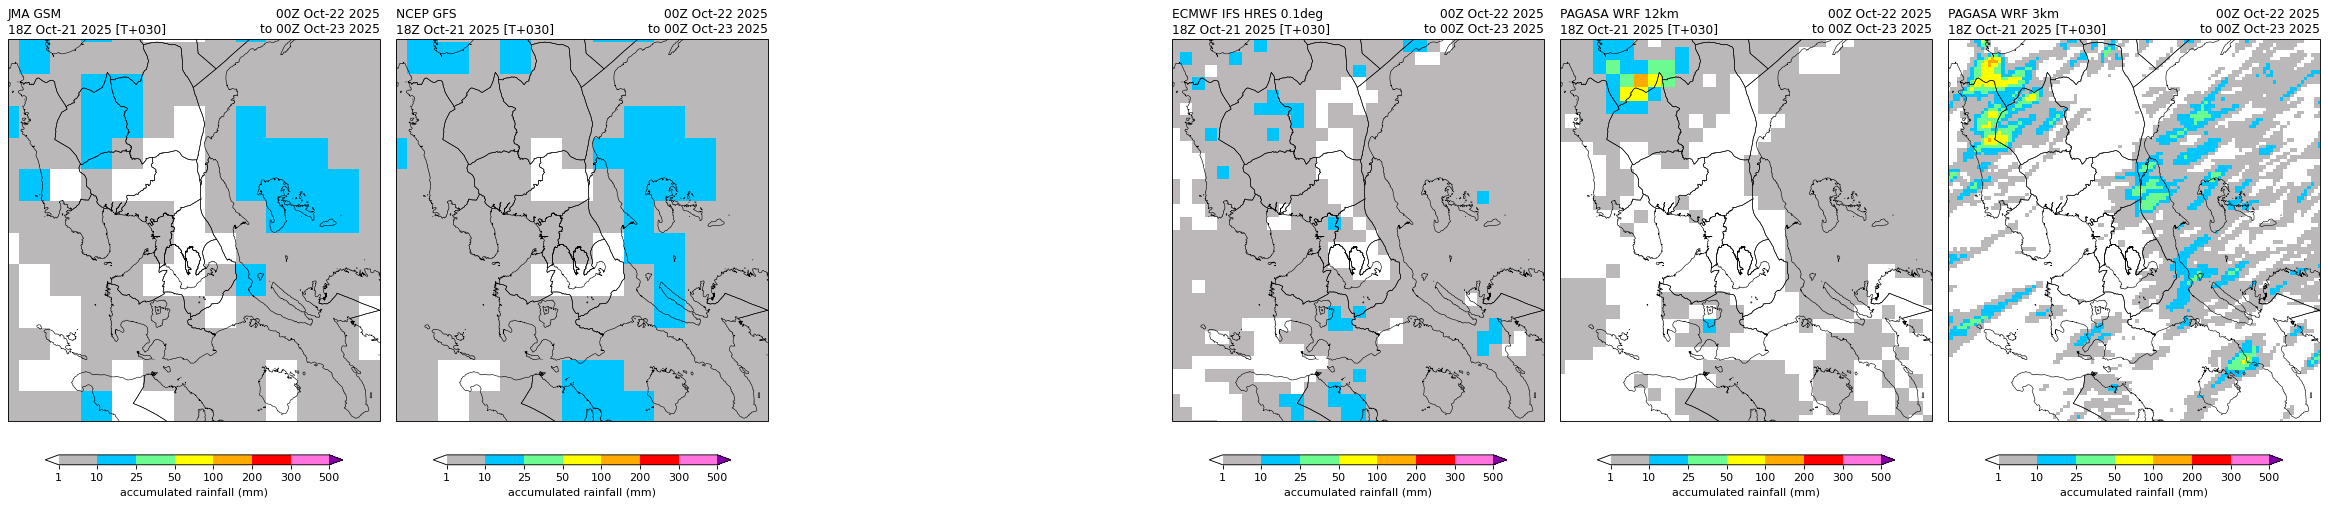 JMA GSM 00Z Oct-22 2025
18Z Oct-21 2025 [T+030] to 00Z Oct-23 2025
NCEP GFS 00Z Oct-22 2025
18Z Oct-21 2025 [T+030] to 00Z Oct-23 2025
ECMWF IFS HRES 0.1deg 00Z Oct-22 2025
18Z Oct-21 2025 [T+030] to 00Z Oct-23 2025
PAGASA WRF 12km 00Z Oct-22 2025
18Z Oct-21 2025 [T+030] to 00Z Oct-23 2025
PAGASA WRF 3km 00Z Oct-22 2025
18Z Oct-21 2025 [T+030] to 00Z Oct-23 2025
1 10 25 50 100 200 300 500
accumulated rainfall (mm)
1 10 25 50 100 200 300 500
accumulated rainfall (mm)
1 10 25 50 100 200 300 500
accumulated rainfall (mm)
1 10 25 50 100 200 300 500
accumulated rainfall (mm)
1 10 25 50 100 200 300 500
accumulated rainfall (mm)